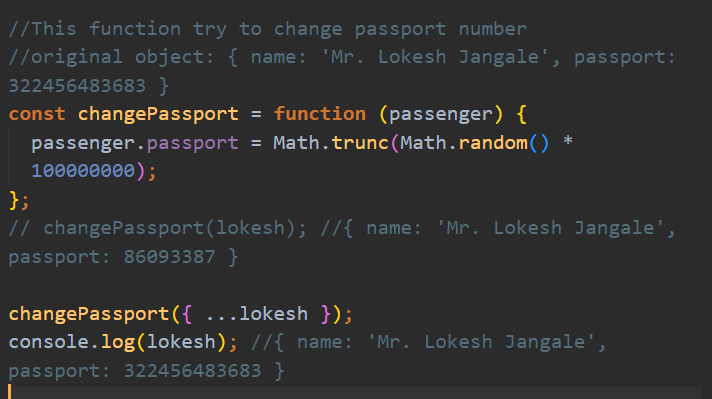 //This function try to change passport number
//original object: { name: 'Mr. Lokesh Jangale', passport:
322456483683 }
const changePassport = function (passenger) {
  passenger.passport = Math.trunc(Math.random() *
  100000000);
};
// changePassport(lokesh); //{ name: 'Mr. Lokesh Jangale',
passport: 86093387 }

changePassport({ ...lokesh });
console.log(lokesh); //{ name: 'Mr. Lokesh Jangale',
passport: 322456483683 }